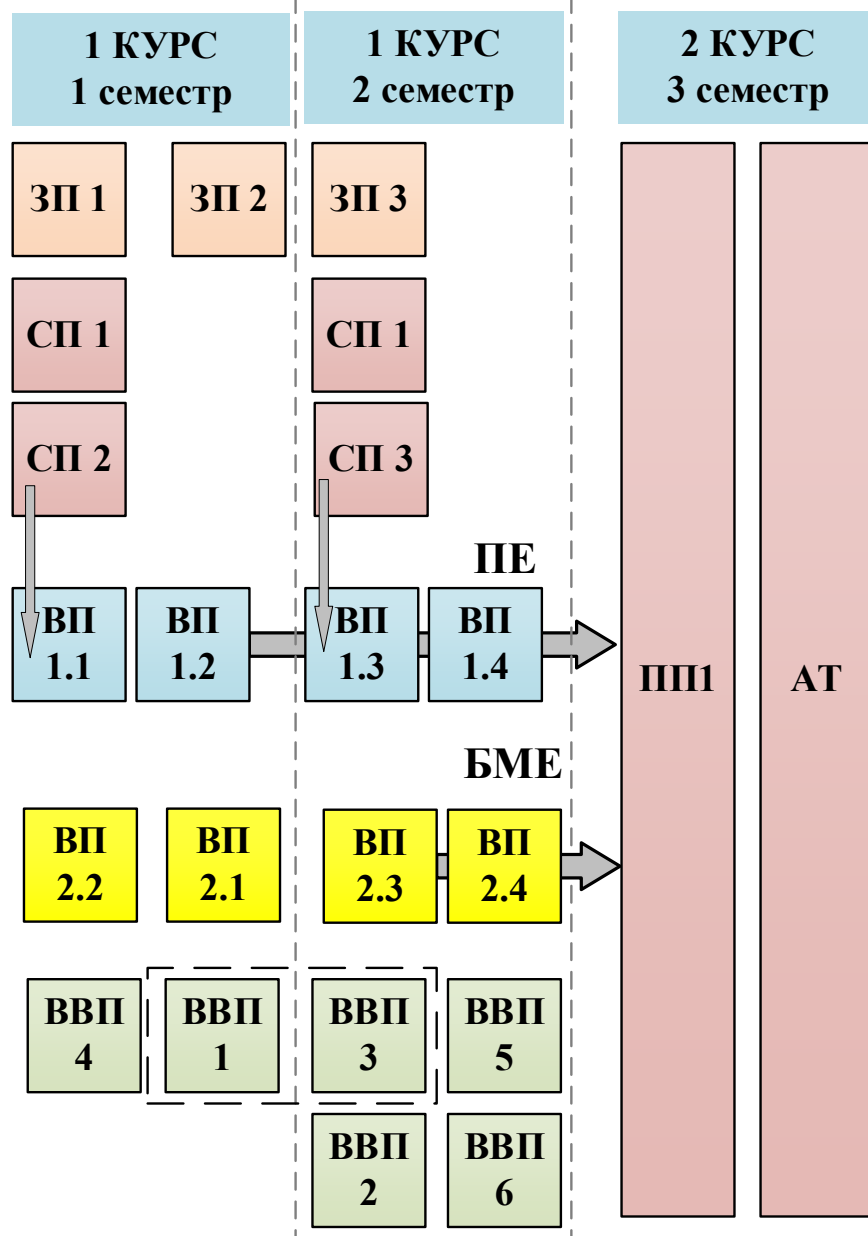 1 КУРС
1 семестр
1 КУРС
2 семестр
2 КУРС
3 семестр
ЗП 1
ЗП 2
ЗП 3
СП 1
СП 1
СП 2
СП 3
ПЕ
ВП
1.1
ВП
1.2
ВП
1.3
ВП
1.4
ПП1
АТ
БМЕ
ВП
2.2
ВП
2.1
ВП
2.3
ВП
2.4
ВВП
4
ВВП
1
ВВП
3
ВВП
5
ВВП
2
ВВП
6